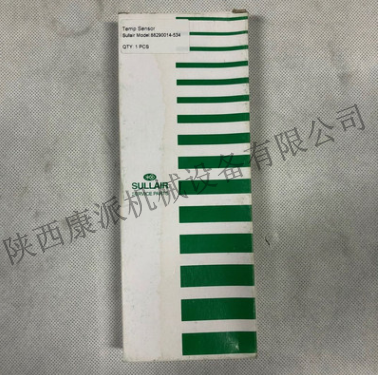 Temp Sensor
Sullair Model:88290014-534
QTY: 1 PCS
SULLAIR
SERVICE PARTS
陕西康派机械设备有限公司